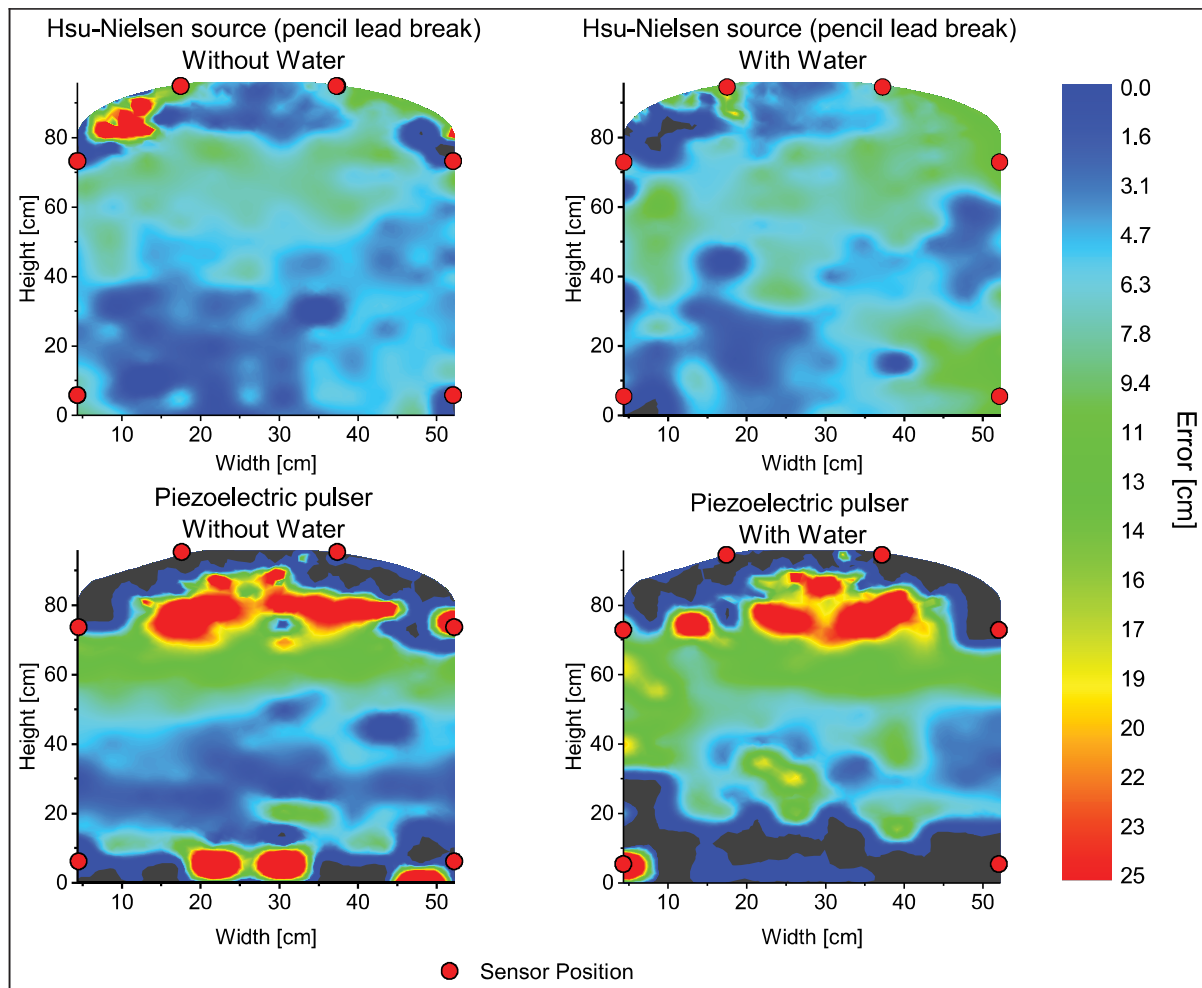 Hsu-Nielsen source (pencil lead break)
Without Water
Height [cm]
80
60
40
20
0
10 20 30 40 50
Width [cm]
Hsu-Nielsen source (pencil lead break)
With Water
Height [cm]
80
60
40
20
0
10 20 30 40 50
Width [cm]
Piezoelectric pulser
Without Water
Height [cm]
80
60
40
20
0
10 20 30 40 50
Width [cm]
Piezoelectric pulser
With Water
Height [cm]
80
60
40
20
0
10 20 30 40 50
Width [cm]
0.0
1.6
3.1
4.7
6.3
7.8
9.4
11
13
14
16
17
19
20
22
23
25
Error [cm]
Sensor Position